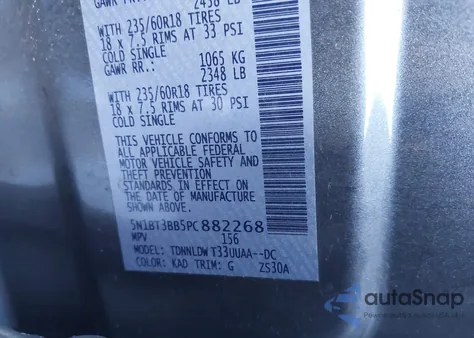 GAWR FRT 2438 LB
WITH 235/60R18 TIRES
18 x 7.5 RIMS AT 33 PSI
COLD SINGLE
GAWR RR.: 1065 KG
2348 LB
WITH 235/60R18 TIRES
18 x 7.5 RIMS AT 30 PSI
COLD SINGLE
THIS VEHICLE CONFORMS TO
ALL APPLICABLE FEDERAL
MOTOR VEHICLE SAFETY AND
THEFT PREVENTION
STANDARDS IN EFFECT ON
THE DATE OF MANUFACTURE
SHOWN ABOVE.
5N1BT3BB5PC882268
MPV 156
MODEL: TDNNLDW T33UUAA--DC
COLOR: KAD TRIM: G ZS30A
autoSnap